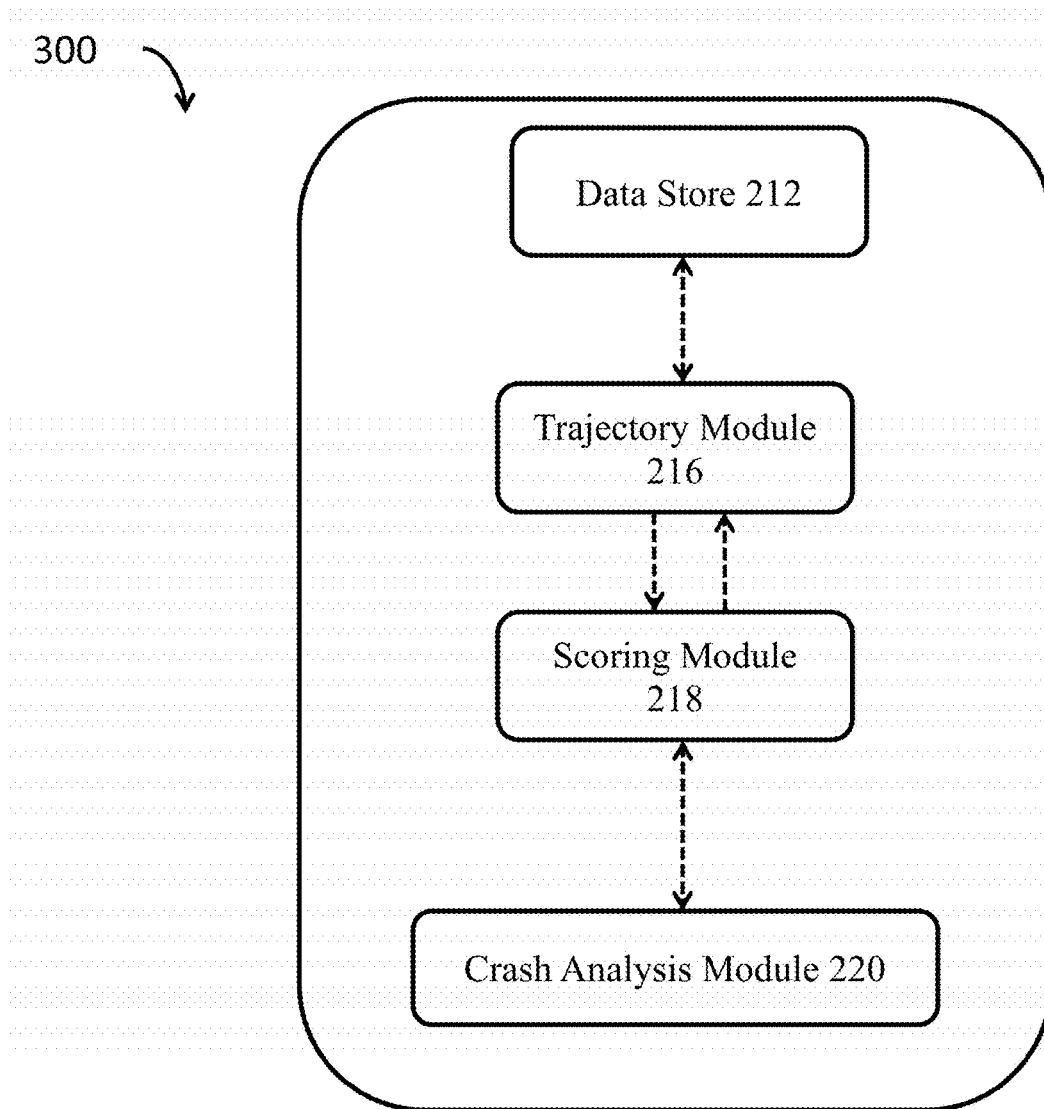 300
Data Store 212
Trajectory Module
216
Scoring Module
218
Crash Analysis Module 220